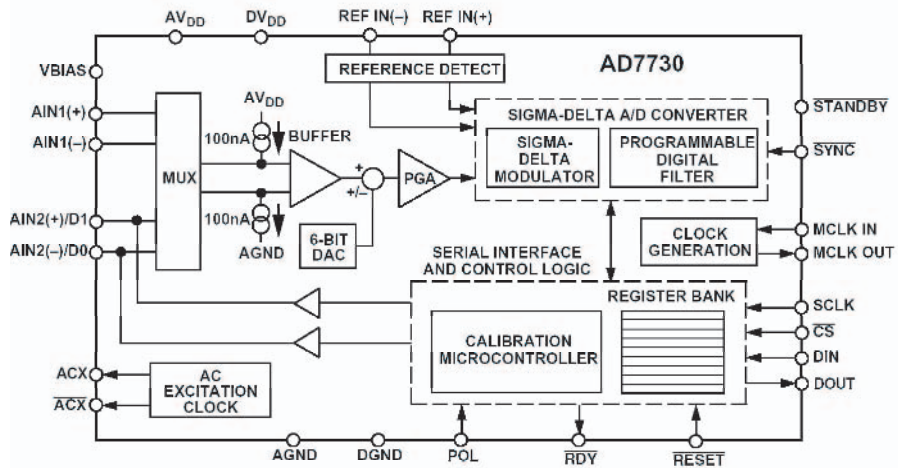 AVDD DVDD REF IN(–) REF IN(+)
REFERENCE DETECT
AD7730
VBIAS
AIN1(+)
AIN1(–)
AIN2(+)/D1
AIN2(–)/D0
MUX
AVDD
100nA
BUFFER
100nA
AGND
+
+/–
6-BIT
DAC
PGA
SIGMA-DELTA A/D CONVERTER
SIGMA-
DELTA
MODULATOR
PROGRAMMABLE
DIGITAL
FILTER
STANDBY
SYNC
CLOCK
GENERATION
MCLK IN
MCLK OUT
SERIAL INTERFACE
AND CONTROL LOGIC
REGISTER BANK
CALIBRATION
MICROCONTROLLER
SCLK
CS
DIN
DOUT
ACX
ACX
AC
EXCITATION
CLOCK
AGND DGND POL RDY RESET